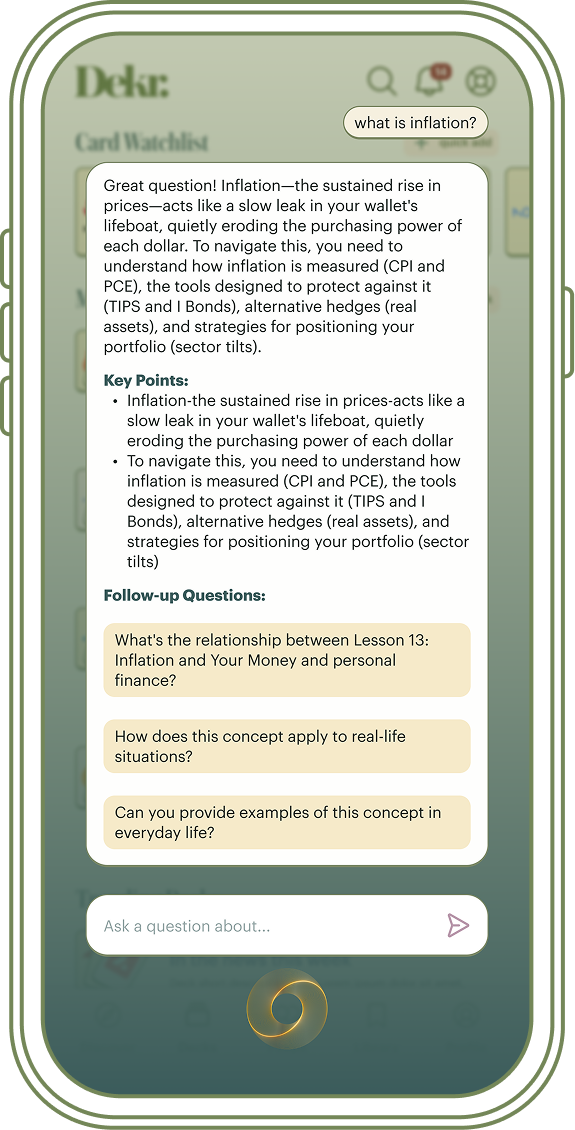 Dekr.
what is inflation?
Card Watchlist
quick add
Great question! Inflation—the sustained rise in
prices—acts like a slow leak in your wallet's
lifeboat, quietly eroding the purchasing power of
each dollar. To navigate this, you need to
understand how inflation is measured (CPI and
PCE), the tools designed to protect against it
(TIPS and I Bonds), alternative hedges (real
assets), and strategies for positioning your
portfolio (sector tilts).
Key Points:
• Inflation-the sustained rise in prices-acts like a
slow leak in your wallet's lifeboat, quietly
eroding the purchasing power of each dollar
• To navigate this, you need to understand how
inflation is measured (CPI and PCE), the tools
designed to protect against it (TIPS and I
Bonds), alternative hedges (real assets), and
strategies for positioning your portfolio (sector
tilts)
Follow-up Questions:
What's the relationship between Lesson 13:
Inflation and Your Money and personal
finance?
How does this concept apply to real-life
situations?
Can you provide examples of this concept in
everyday life?
Ask a question about...